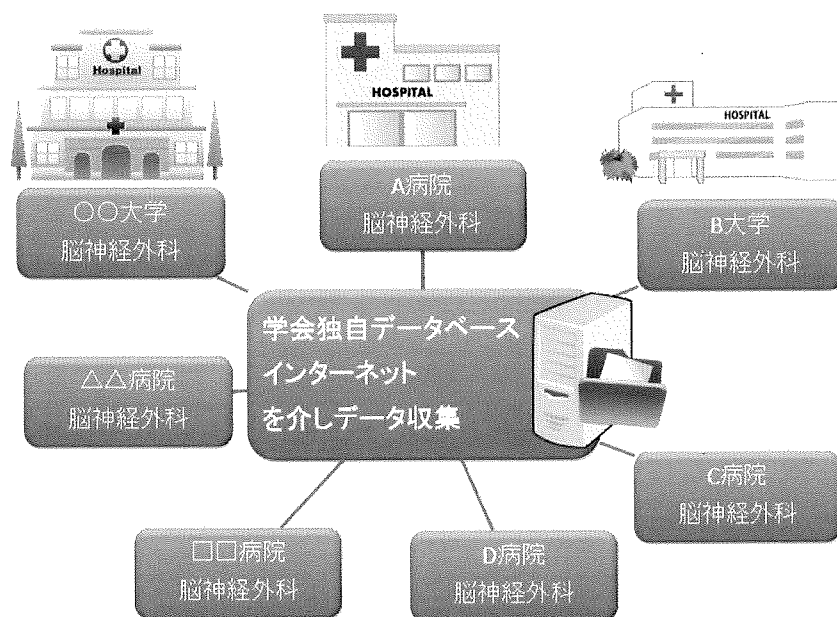 Hospital
HOSPITAL
HOSPITAL
〇〇大学
脳神経外科
A病院
脳神経外科
B大学
脳神経外科
学会独自データベース
インターネット
を介しデータ収集
△△病院
脳神経外科
C病院
脳神経外科
□□病院
脳神経外科
D病院
脳神経外科